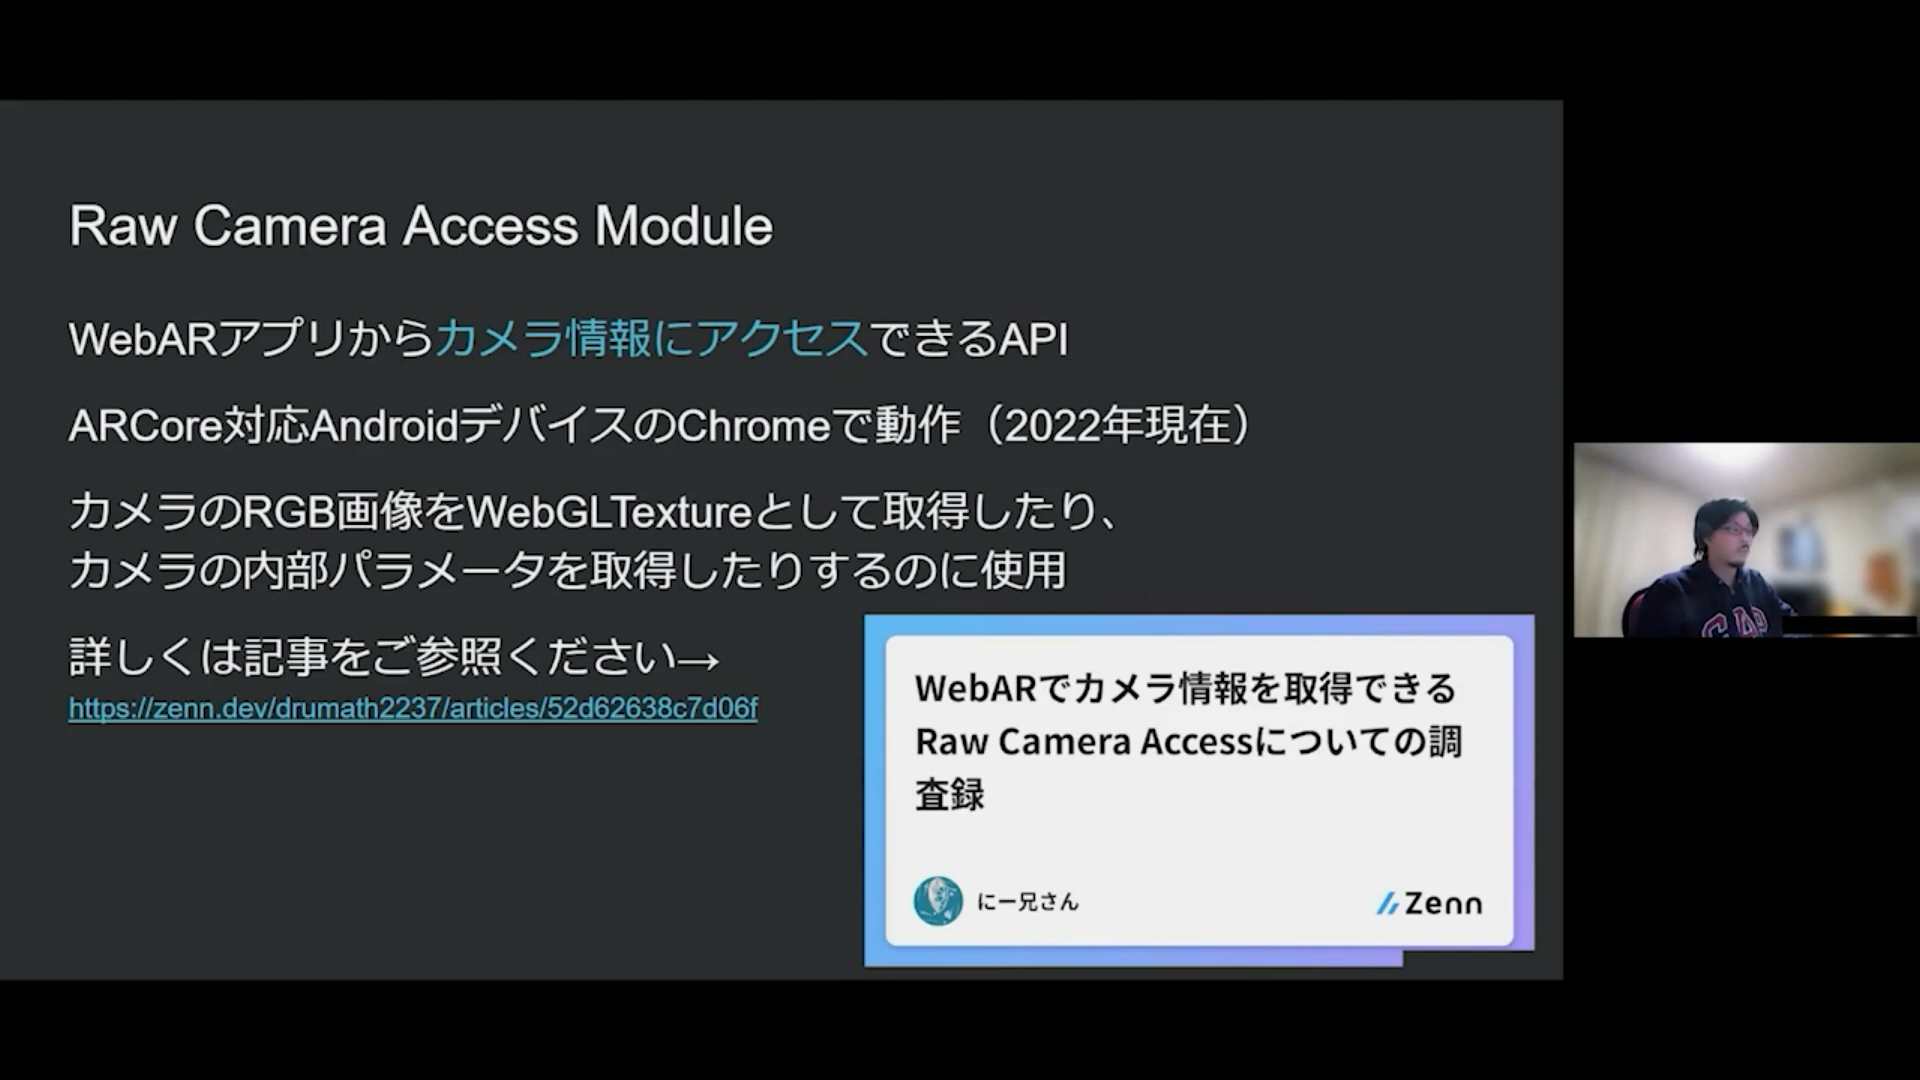 Raw Camera Access Module
WebARアプリからカメラ情報にアクセスできるAPI
ARCore対応AndroidデバイスのChromeで動作（2022年現在）
カメラのRGB画像をWebGLTextureとして取得したり、
カメラの内部パラメータを取得したりするのに使用
詳しくは記事をご参照ください→
https://zenn.dev/drumath2237/articles/52d62638c7d06f
WebARでカメラ情報を取得できる
Raw Camera Accessについての調
査録
にー兄さん
Zenn
GAP